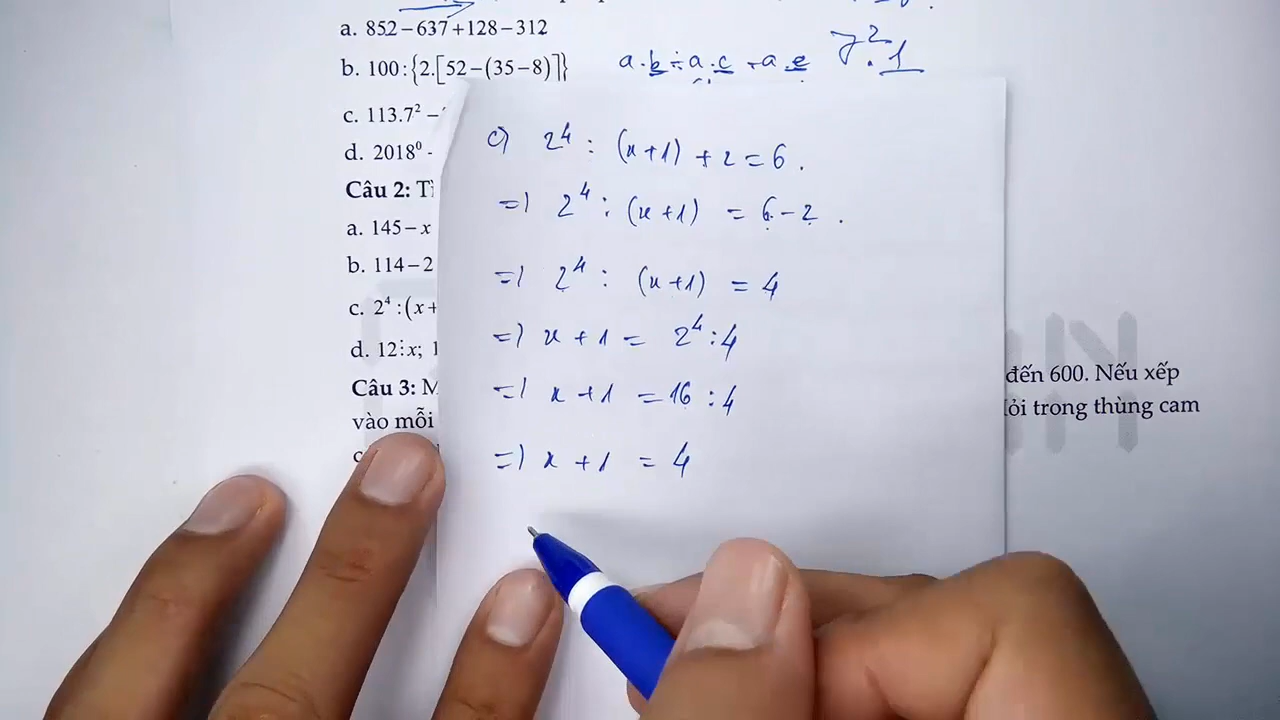 a. 852−637+128−312
b. 100:{2.[52−(35−8)]}
a.b + a.c + a.e 7².1
c. 113.7² −
d. 2018⁰ -
Câu 2: Tì
a. 145−x
b. 114−2
c. 2⁴:(x+
d. 12⋮x; 1
Câu 3: M
đến 600. Nếu xếp
vào mỗi
ỏi trong thùng cam
c) 2⁴ : (x+1) + 2 = 6.
=) 2⁴ : (x+1) = 6-2.
=) 2⁴ : (x+1) = 4
=) x+1 = 2⁴:4
=) x+1 = 16:4
=) x+1 = 4